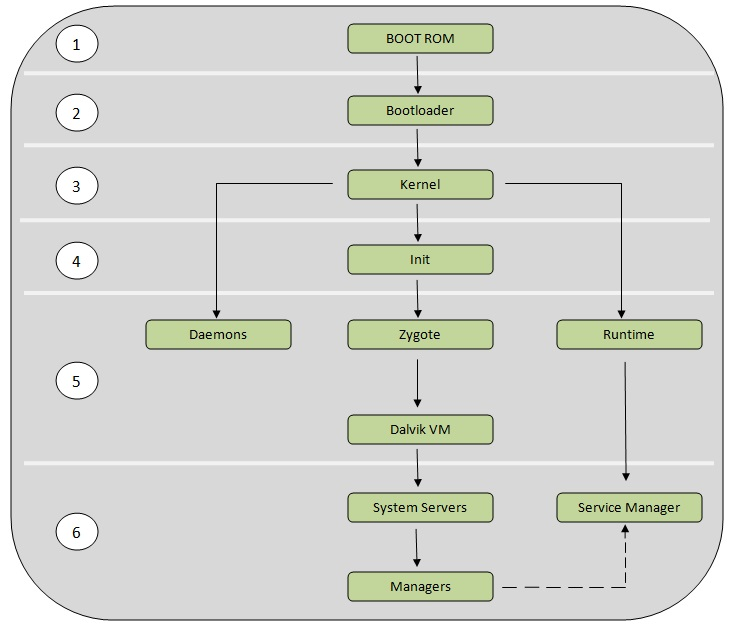 1
BOOT ROM
2
Bootloader
3
Kernel
4
Init
Daemons
Zygote
Runtime
5
Dalvik VM
System Servers
Service Manager
6
Managers